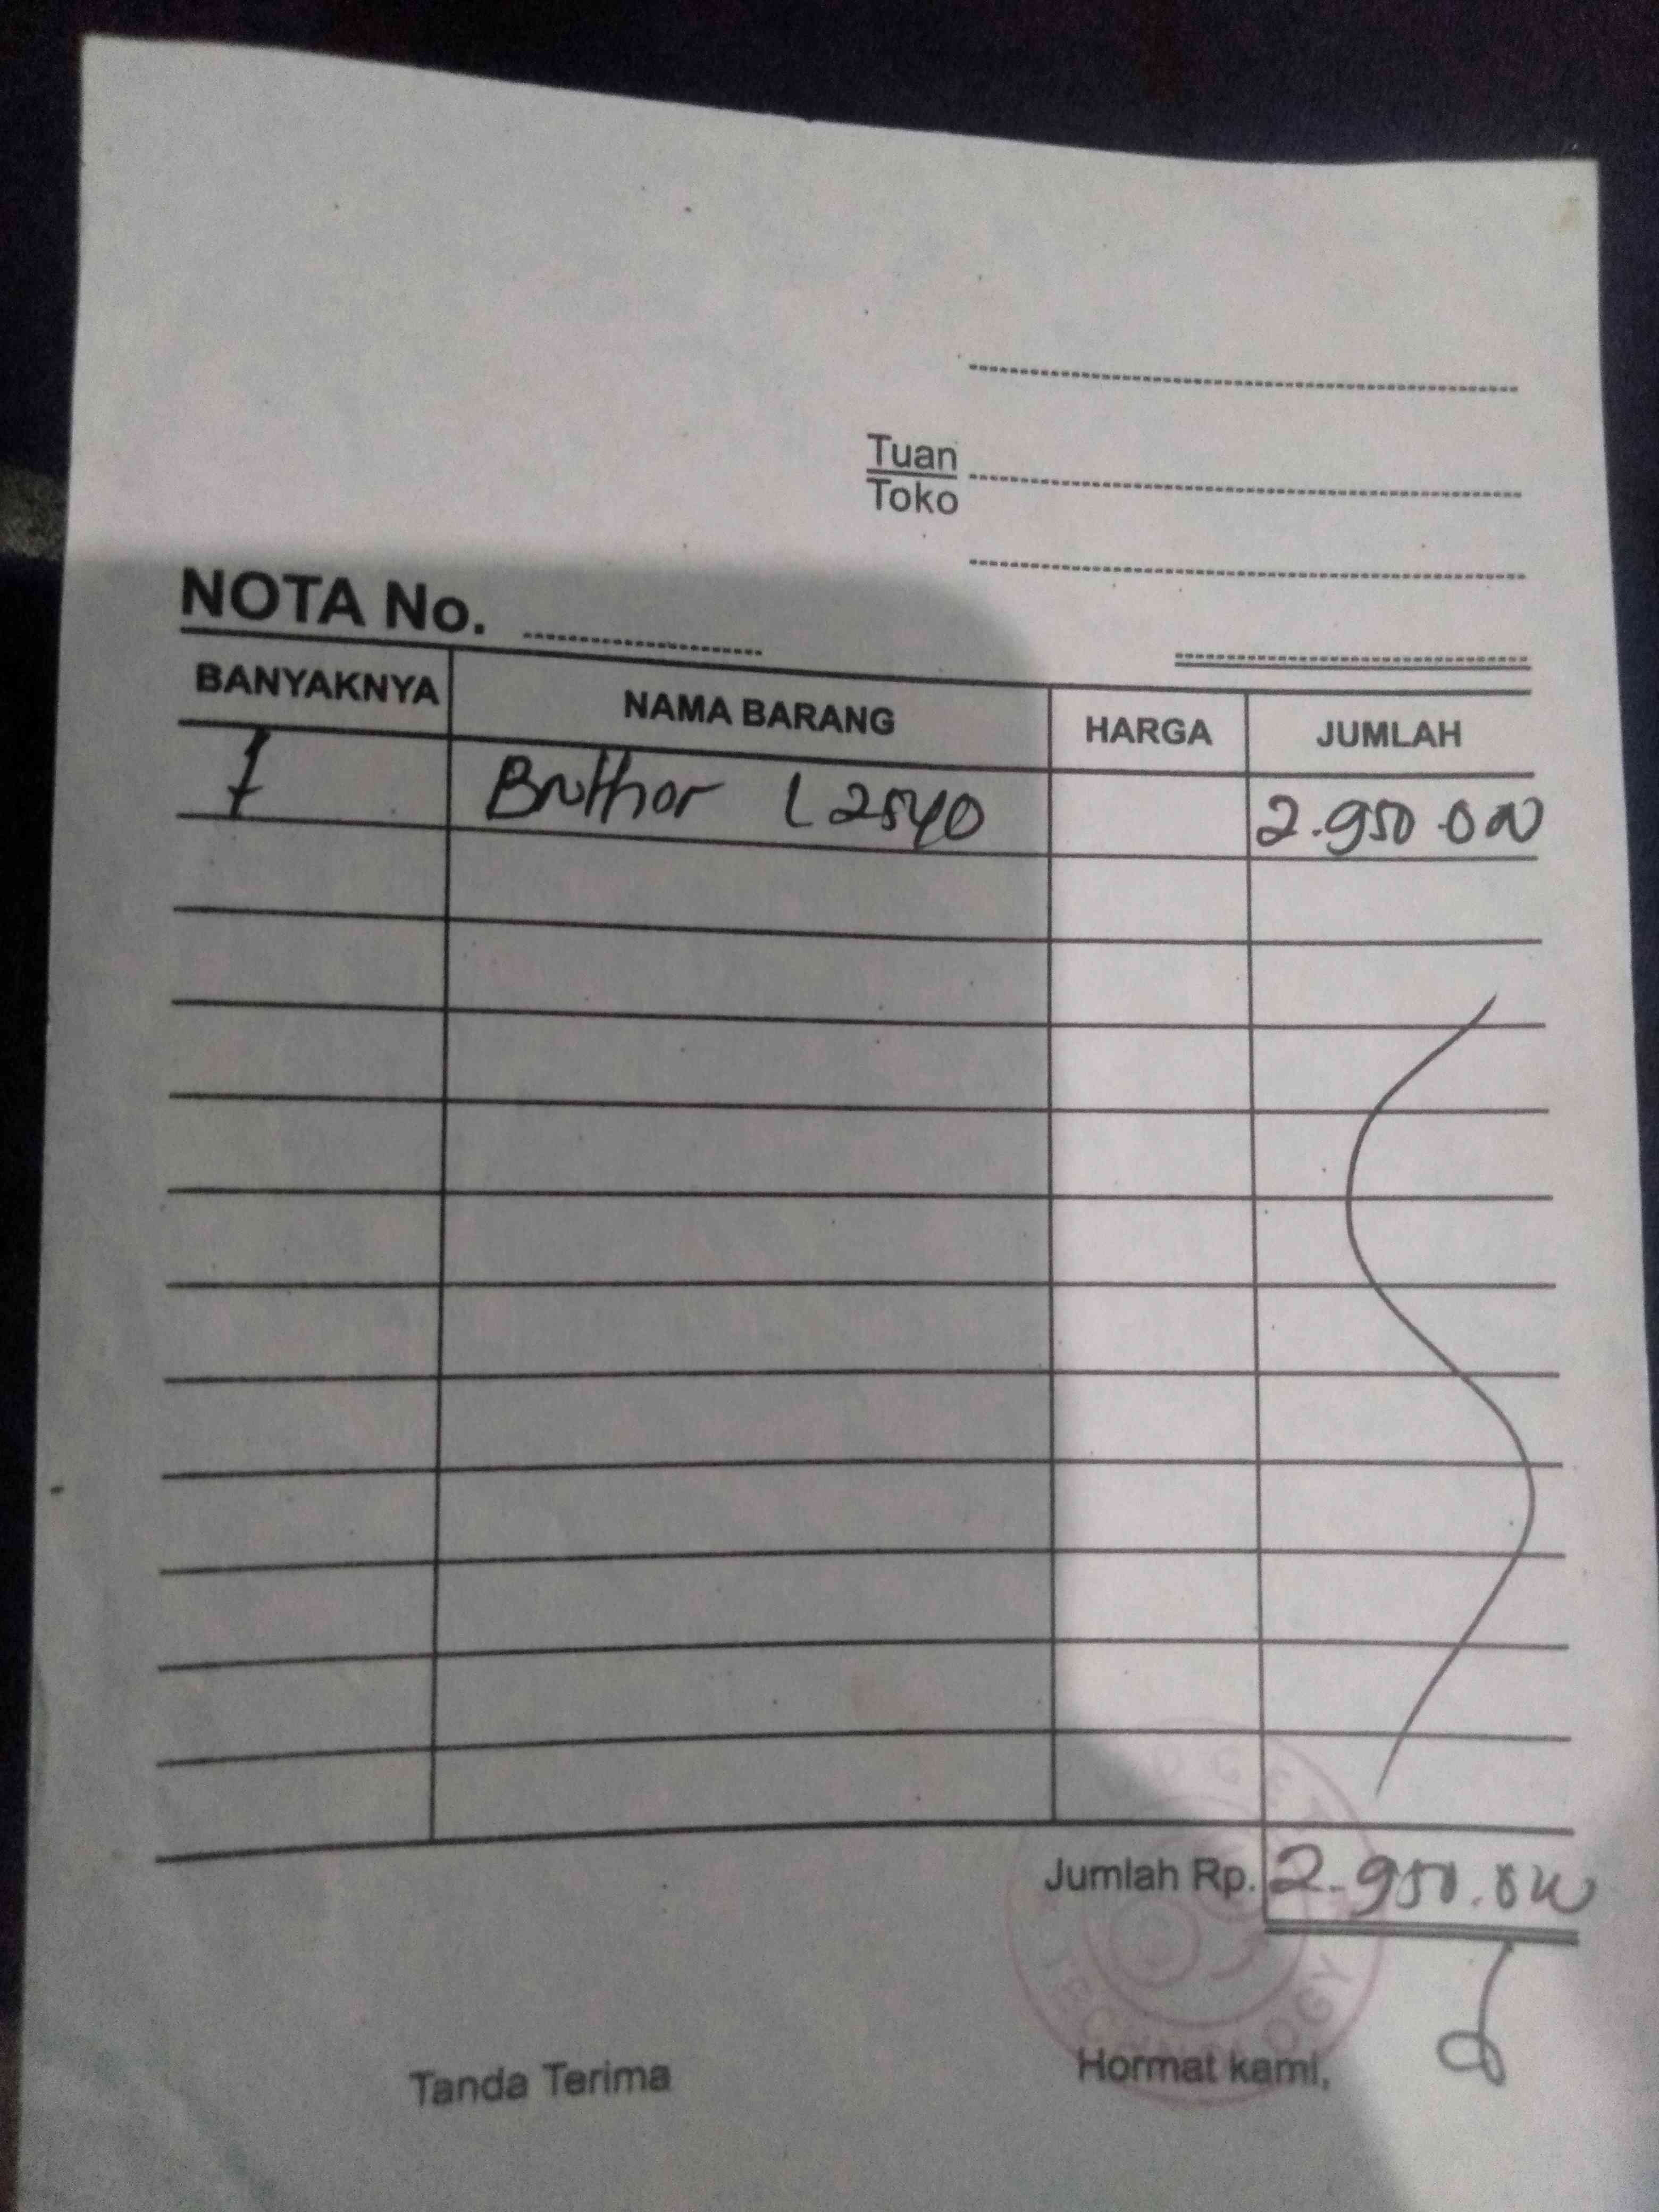 Tuan
Toko
NOTA No.
BANYAKNYA NAMA BARANG HARGA JUMLAH
1 Brother L2540 2.950.000
Jumlah Rp. 2.950.000
TECHNOLOGY
Tanda Terima Hormat kami,